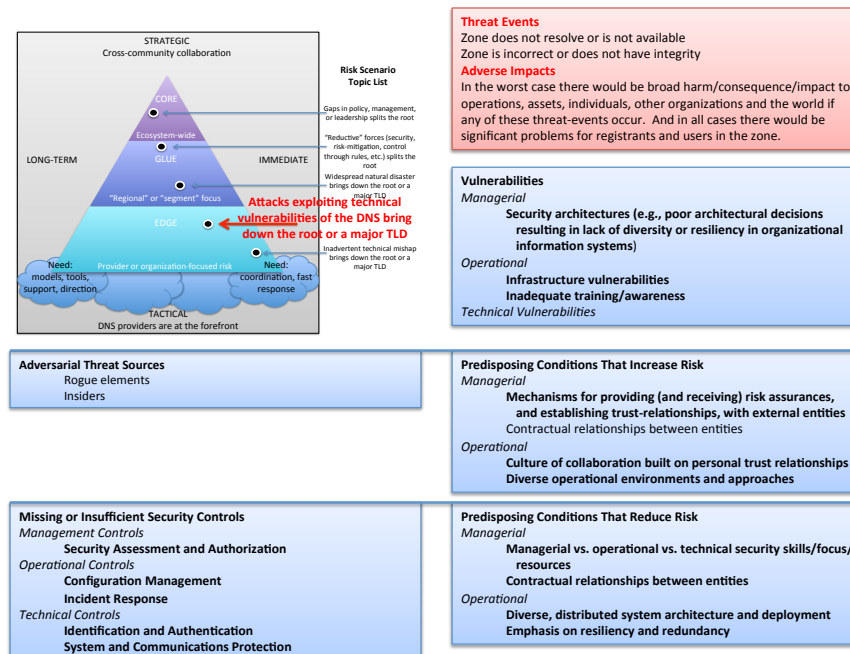 STRATEGIC
Cross-community collaboration
Risk Scenario
Topic List
CORE
Gaps in policy, management,
or leadership splits the root
Ecosystem-wide
"Reductive" forces (security,
risk-mitigation, control
through rules, etc.) splits the
root
LONG-TERM
GLUE
IMMEDIATE
Widespread natural disaster
brings down the root or a
major TLD
"Regional" or "segment" focus
Attacks exploiting technical
vulnerabilities of the DNS bring
down the root or a major TLD
EDGE
Inadvertent technical mishap
brings down the root or a
major TLD
Need:
models, tools,
support, direction
Provider or organization-focused risk
Need:
coordination, fast
response
TACTICAL
DNS providers are at the forefront
Threat Events
Zone does not resolve or is not available
Zone is incorrect or does not have integrity
Adverse Impacts
In the worst case there would be broad harm/consequence/impact to
operations, assets, individuals, other organizations and the world if
any of these threat-events occur. And in all cases there would be
significant problems for registrants and users in the zone.
Vulnerabilities
Managerial
Security architectures (e.g., poor architectural decisions
resulting in lack of diversity or resiliency in organizational
information systems)
Operational
Infrastructure vulnerabilities
Inadequate training/awareness
Technical Vulnerabilities
Adversarial Threat Sources
Rogue elements
Insiders
Predisposing Conditions That Increase Risk
Managerial
Mechanisms for providing (and receiving) risk assurances,
and establishing trust-relationships, with external entities
Contractual relationships between entities
Operational
Culture of collaboration built on personal trust relationships
Diverse operational environments and approaches
Missing or Insufficient Security Controls
Management Controls
Security Assessment and Authorization
Operational Controls
Configuration Management
Incident Response
Technical Controls
Identification and Authentication
System and Communications Protection
Predisposing Conditions That Reduce Risk
Managerial
Managerial vs. operational vs. technical security skills/focus/
resources
Contractual relationships between entities
Operational
Diverse, distributed system architecture and deployment
Emphasis on resiliency and redundancy